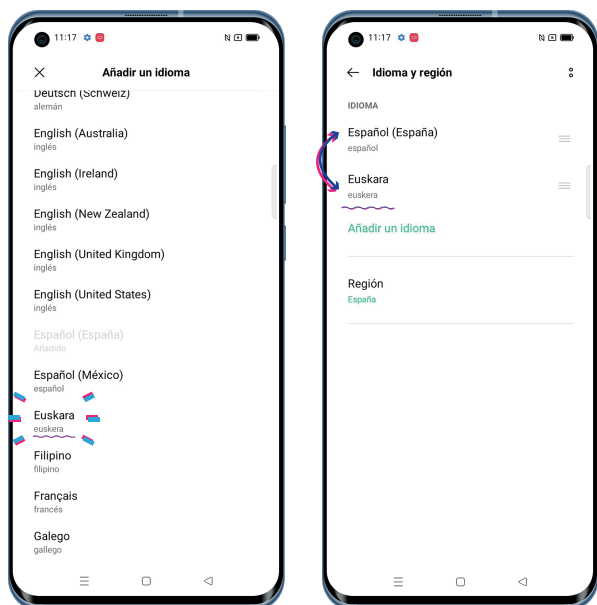 11:17
Añadir un idioma
Deutsch (Schweiz)
alemán
English (Australia)
inglés
English (Ireland)
inglés
English (New Zealand)
inglés
English (United Kingdom)
inglés
English (United States)
inglés
Español (España)
Añadido
Español (México)
español
Euskara
euskera
Filipino
filipino
Français
francés
Galego
gallego
11:17
Idioma y región
IDIOMA
Español (España)
español
Euskara
euskera
Añadir un idioma
Región
España